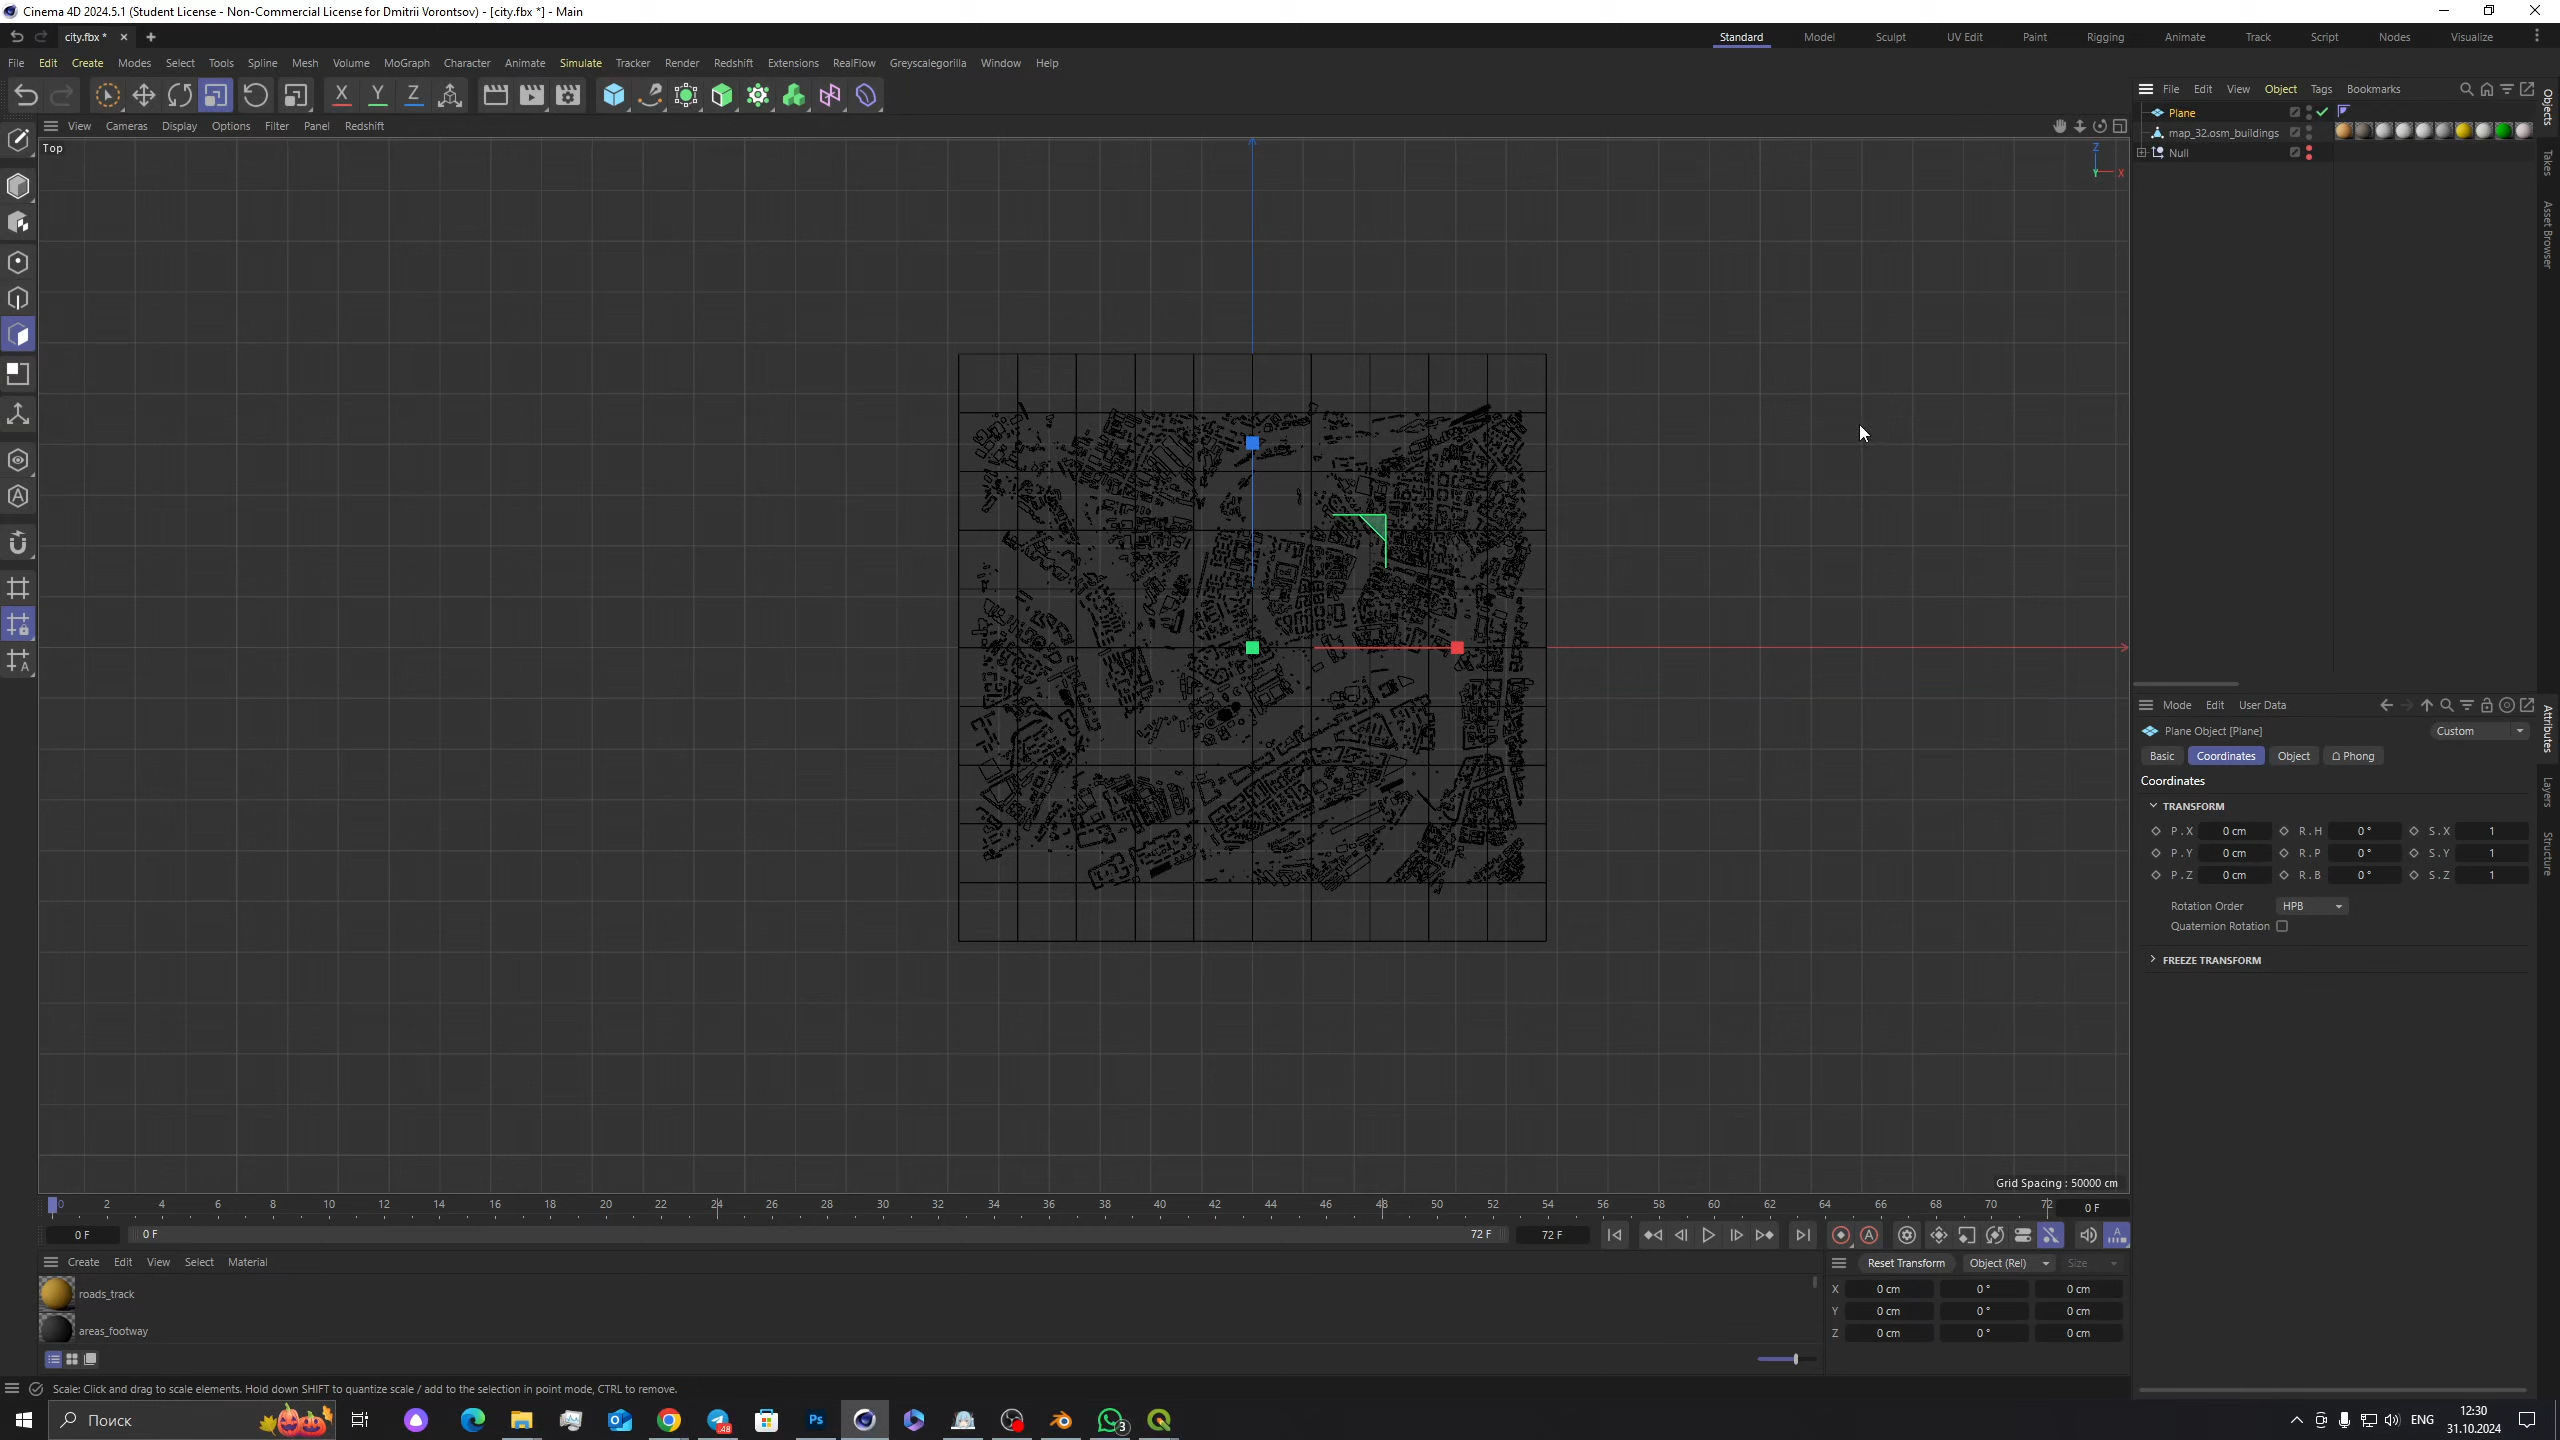 Cinema 4D 2024.5.1 (Student License - Non-Commercial License for Dmitrii Vorontsov) - [city.fbx *] - Main
city.fbx *
Standard Model Sculpt UV Edit Paint Rigging Animate Track Script Nodes Visualize
File Edit Create Modes Select Tools Spline Mesh Volume MoGraph Character Animate Simulate Tracker Render Redshift Extensions RealFlow Greyscalegorilla Window Help
X Y Z
View Cameras Display Options Filter Panel Redshift
Top
Z
Y X
Grid Spacing : 50000 cm
File Edit View Object Tags Bookmarks
Plane
map_32.osm_buildings
Null
Objects
Takes
Asset Browser
Mode Edit User Data
Plane Object [Plane]
Custom
Basic Coordinates Object Phong
Coordinates
TRANSFORM
P . X 0 cm R . H 0 ° S . X 1
P . Y 0 cm R . P 0 ° S . Y 1
P . Z 0 cm R . B 0 ° S . Z 1
Rotation Order HPB
Quaternion Rotation
FREEZE TRANSFORM
Attributes
Layers
Structure
0 2 4 6 8 10 12 14 16 18 20 22 24 26 28 30 32 34 36 38 40 42 44 46 48 50 52 54 56 58 60 62 64 66 68 70 72 0 F
0 F 0 F 72 F 72 F
Create Edit View Select Material
roads_track
areas_footway
Reset Transform Object (Rel) Size
X 0 cm 0 ° 0 cm
Y 0 cm 0 ° 0 cm
Z 0 cm 0 ° 0 cm
Scale: Click and drag to scale elements. Hold down SHIFT to quantize scale / add to the selection in point mode, CTRL to remove.
Поиск
48
Ps
3
ENG
12:30
31.10.2024